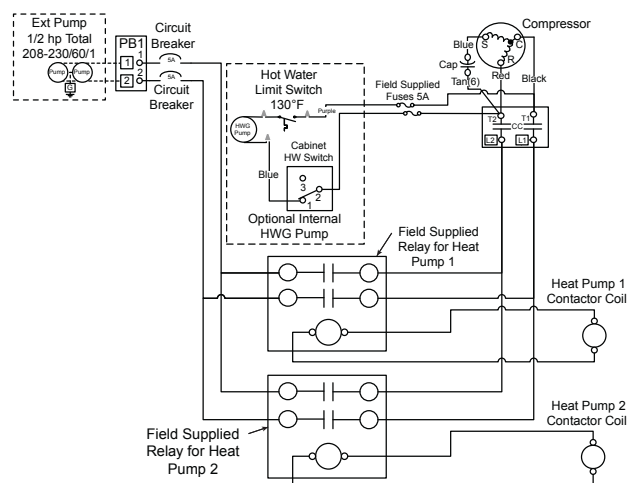 Ext Pump
1/2 hp Total
208-230/60/1
Pump
Pump
G
PB1
1
1
2
2
Circuit
Breaker
5A
5A
Circuit
Breaker
Hot Water
Limit Switch
130°F
Purple
HWG
Pump
Blue
Cabinet
HW Switch
3
2
1
Optional Internal
HWG Pump
Field Supplied
Fuses 5A
Compressor
Blue
S
C
R
Cap
Tan(6)
Red
Black
T2
T1
CC
L2
L1
Field Supplied
Relay for Heat
Pump 1
Heat Pump 1
Contactor Coil
Field Supplied
Relay for Heat
Pump 2
Heat Pump 2
Contactor Coil